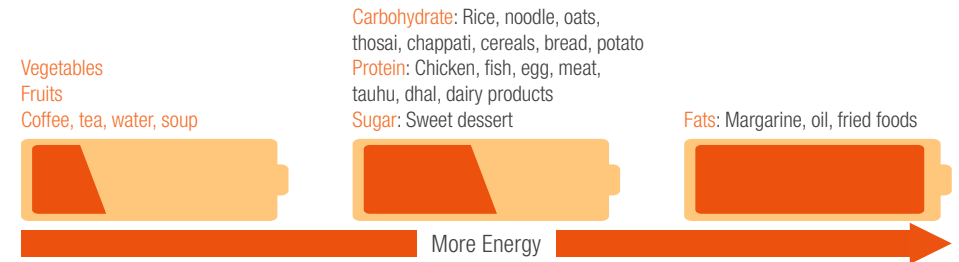 Vegetables
Fruits
Coffee, tea, water, soup
Carbohydrate: Rice, noodle, oats,
thosai, chappati, cereals, bread, potato
Protein: Chicken, fish, egg, meat,
tauhu, dhal, dairy products
Sugar: Sweet dessert
Fats: Margarine, oil, fried foods
More Energy